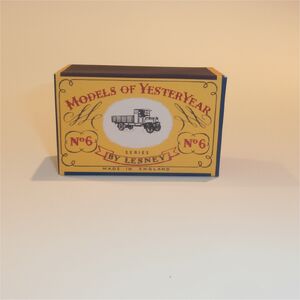 MODELS OF YESTERYEAR
Nº6
Nº6
SERIES
BY LESNEY
MADE IN ENGLAND